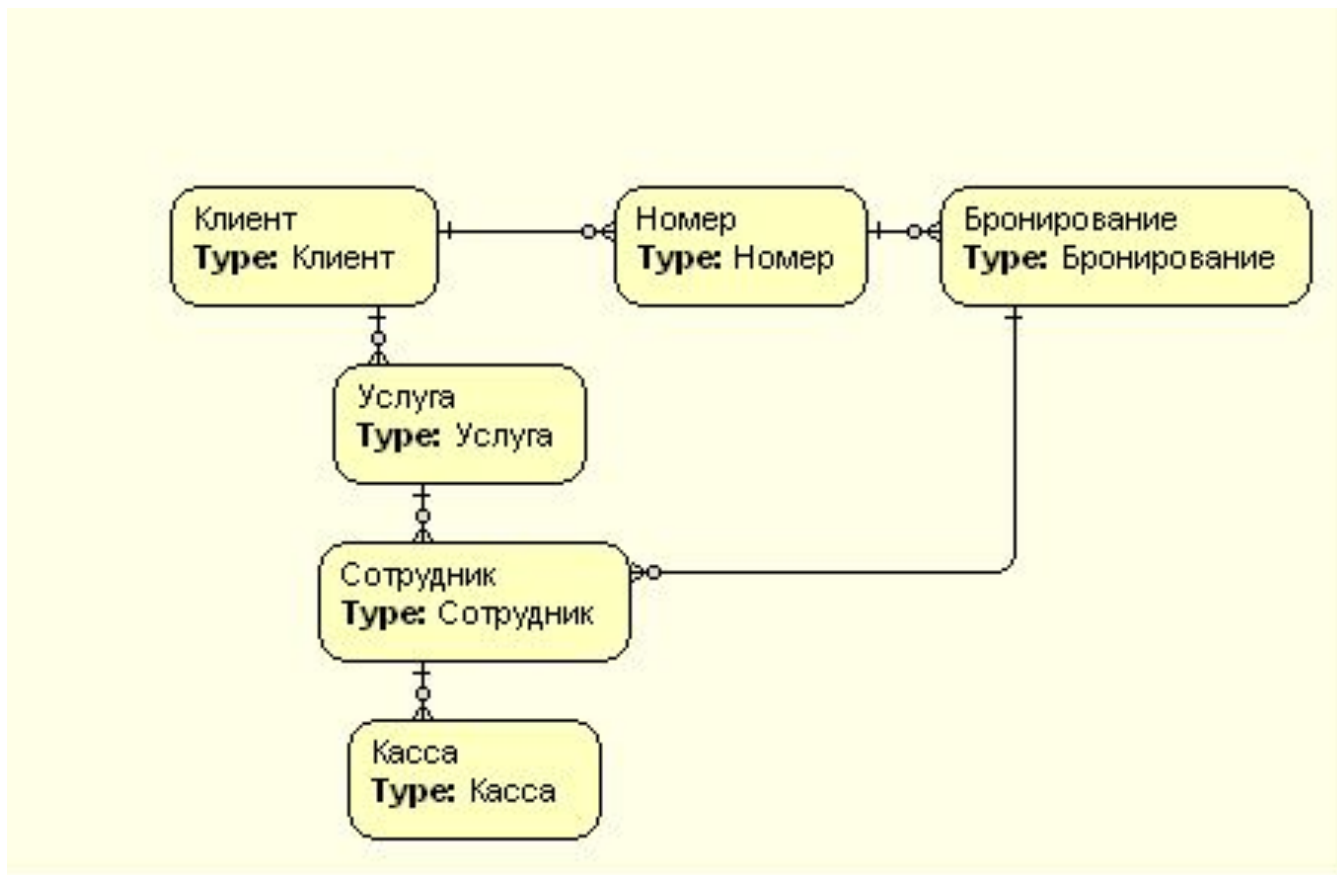 Клиент
Type: Клиент
Номер
Type: Номер
Бронирование
Type: Бронирование
Услуга
Type: Услуга
Сотрудник
Type: Сотрудник
Касса
Type: Касса